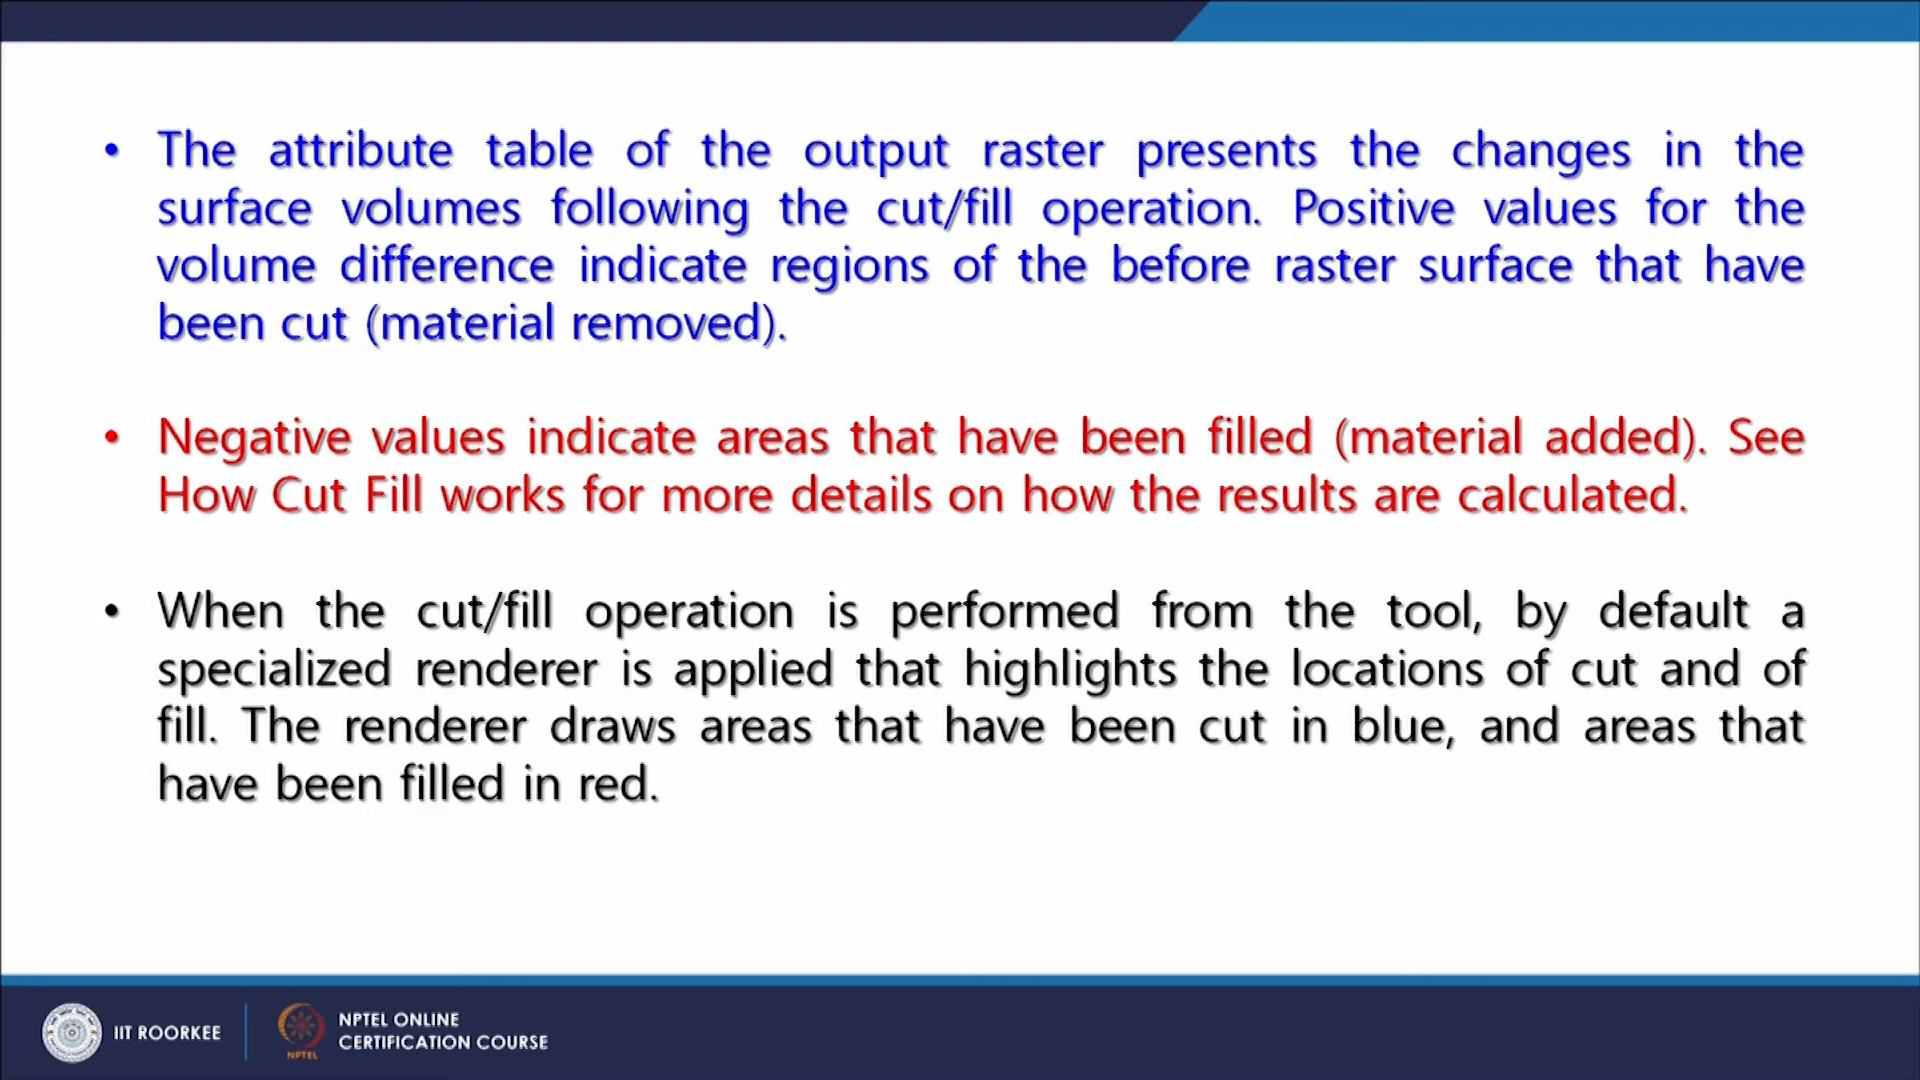 • The attribute table of the output raster presents the changes in the
surface volumes following the cut/fill operation. Positive values for the
volume difference indicate regions of the before raster surface that have
been cut (material removed).
• Negative values indicate areas that have been filled (material added). See
How Cut Fill works for more details on how the results are calculated.
• When the cut/fill operation is performed from the tool, by default a
specialized renderer is applied that highlights the locations of cut and of
fill. The renderer draws areas that have been cut in blue, and areas that
have been filled in red.
IIT ROORKEE
NPTEL
NPTEL ONLINE
CERTIFICATION COURSE